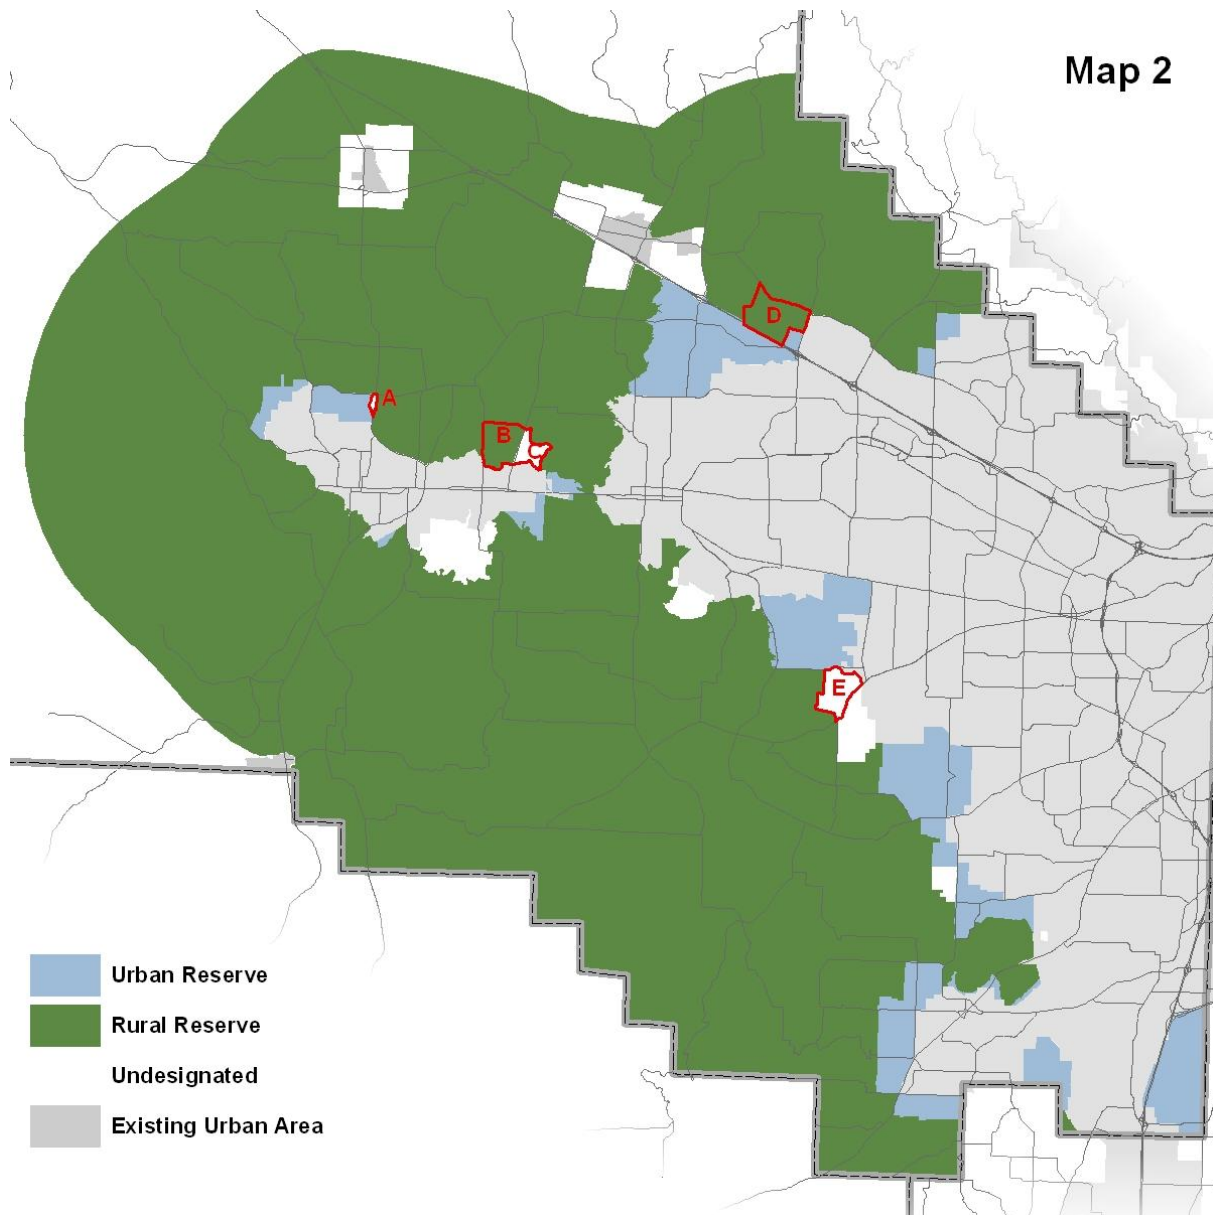 Map 2
D
A
B
C
E
Urban Reserve
Rural Reserve
Undesignated
Existing Urban Area